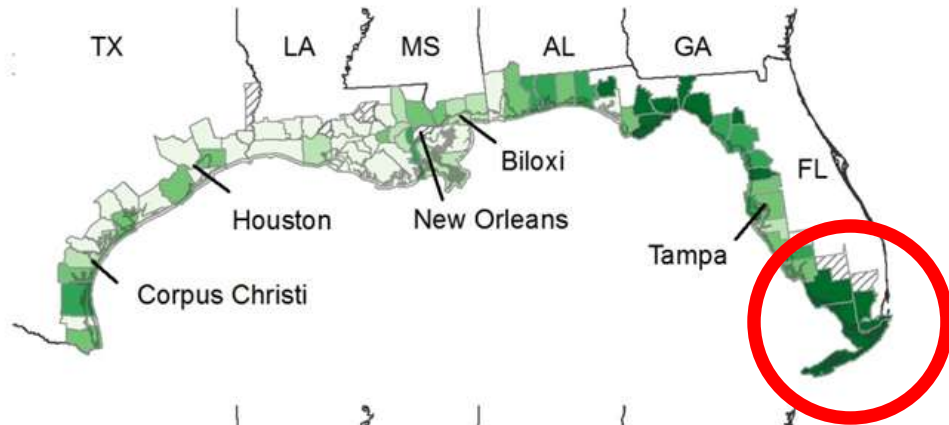 TX
LA
MS
AL
GA
Biloxi
FL
Houston
New Orleans
Tampa
Corpus Christi